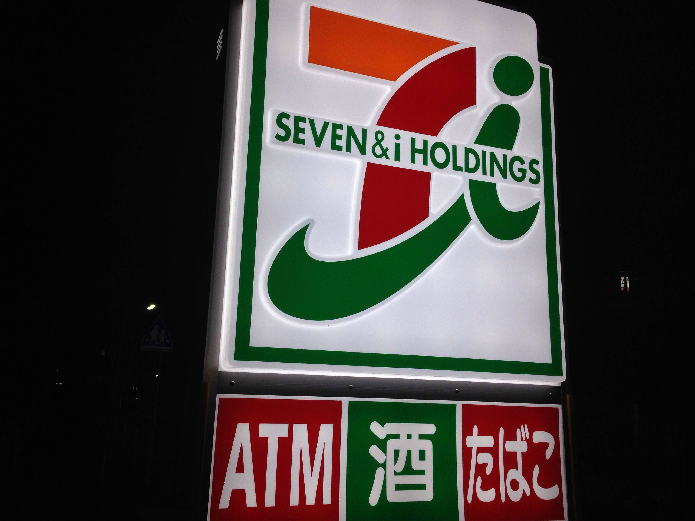 SEVEN&i HOLDINGS
ATM 酒 たばこ